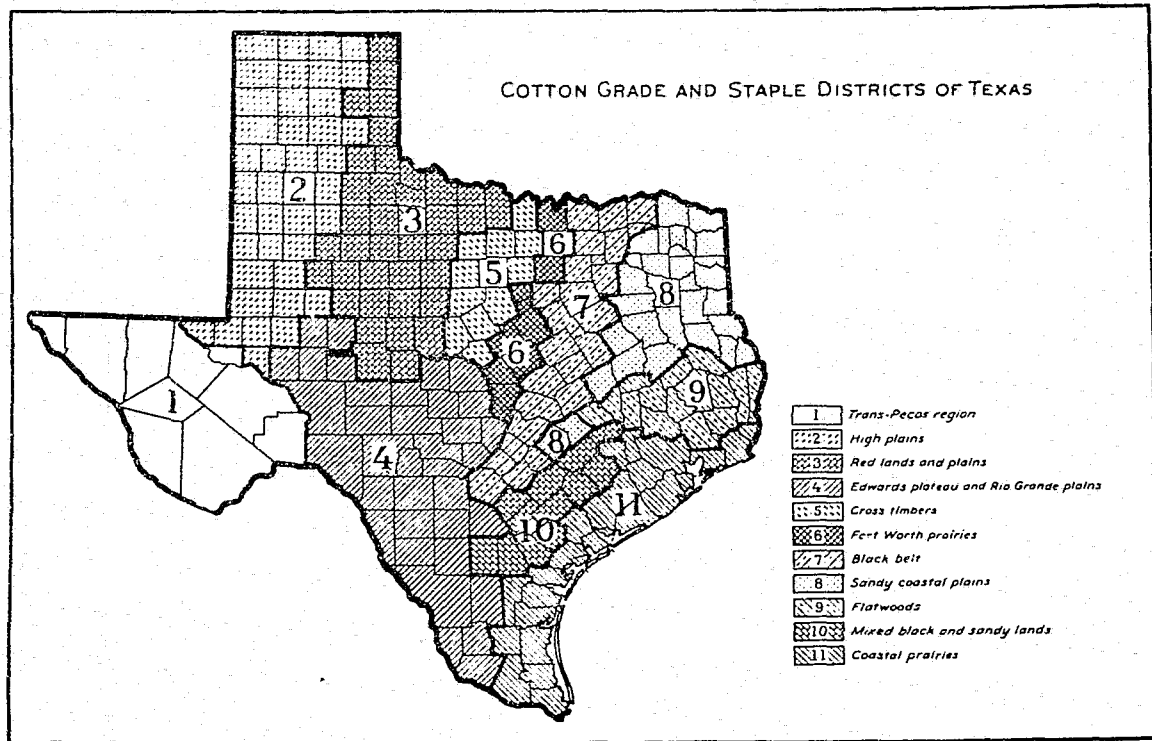 COTTON GRADE AND STAPLE DISTRICTS OF TEXAS
2
3
6
5
7
8
6
1
9
8
4
11
10
1 Trans-Pecos region
2 High plains
3 Red lands and plains
4 Edwards plateau and Rio Grande plains
5 Cross timbers
6 Fort Worth prairies
7 Black belt
8 Sandy coastal plains
9 Flatwoods
10 Mixed black and sandy lands
11 Coastal prairies